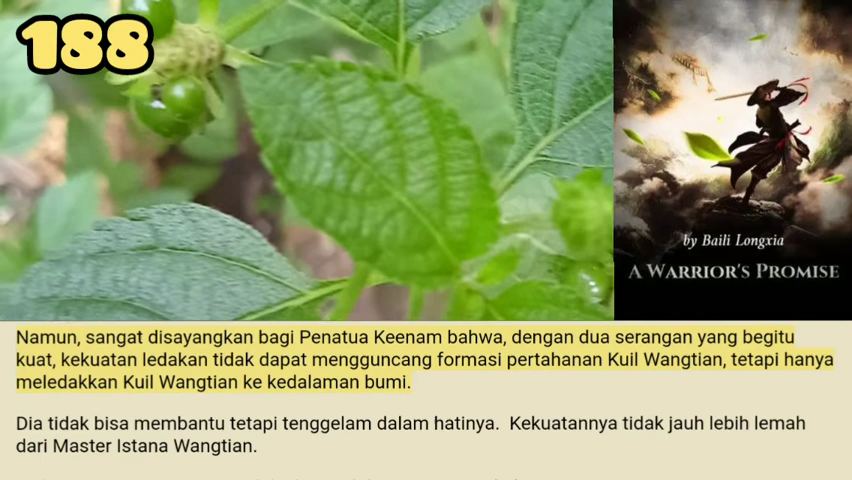 188
by Baili Longxia
A WARRIOR'S PROMISE
Namun, sangat disayangkan bagi Penatua Keenam bahwa, dengan dua serangan yang begitu
kuat, kekuatan ledakan tidak dapat mengguncang formasi pertahanan Kuil Wangtian, tetapi hanya
meledakkan Kuil Wangtian ke kedalaman bumi.
Dia tidak bisa membantu tetapi tenggelam dalam hatinya. Kekuatannya tidak jauh lebih lemah
dari Master Istana Wangtian.